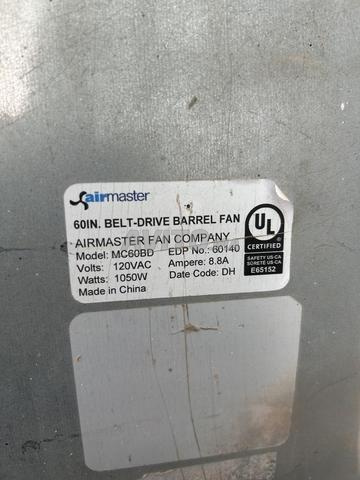 airmaster
60IN. BELT-DRIVE BARREL FAN
AIRMASTER FAN COMPANY
Model: MC60BD EDP No.: 60140
Volts: 120VAC Ampere: 8.8A
Watts: 1050W Date Code: DH
Made in China
UL
CERTIFIED
SAFETY US-CA
SÛRETÉ US-CA
E65152